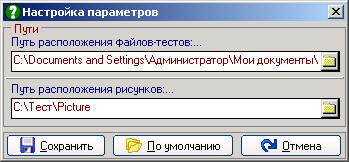 Настройка параметров
Пути
Путь расположения файлов-тестов:...
C:\Documents and Settings\Администратор\Мои документы\
Путь расположения рисунков:...
C:\Тест\Picture
Сохранить
По умолчанию
Отмена